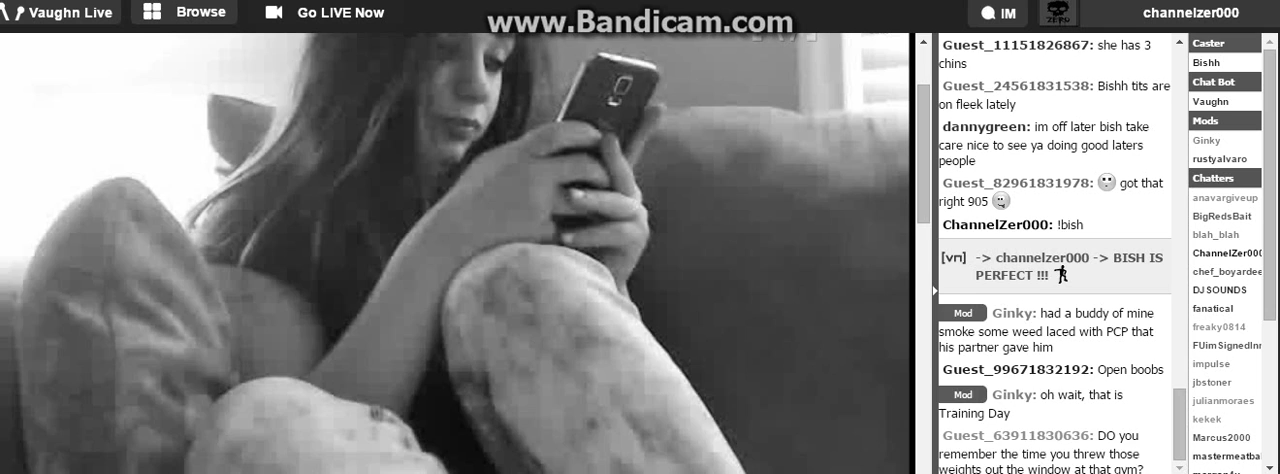 Vaughn Live
Browse
Go LIVE Now
www.Bandicam.com
IM
ZERO
channelzer000
Guest_11151826867: she has 3
chins
Guest_24561831538: Bishh tits are
on fleek lately
dannygreen: im off later bish take
care nice to see ya doing good laters
people
Guest_82961831978: got that
right 905
ChannelZer000: !bish
[vn] -> channelzer000 -> BISH IS
PERFECT !!!
Mod Ginky: had a buddy of mine
smoke some weed laced with PCP that
his partner gave him
Guest_99671832192: Open boobs
Mod Ginky: oh wait, that is
Training Day
Guest_63911830636: DO you
remember the time you threw those
weights out the window at that gym?
Caster
Bishh
Chat Bot
Vaughn
Mods
Ginky
rustyalvaro
Chatters
anavargiveup
BigRedsBait
blah_blah
ChannelZer000
chef_boyardee
DJSOUNDS
fanatical
freaky0814
FUimSignedInn
impulse
jbstoner
julianmoraes
kekek
Marcus2000
mastermeatba